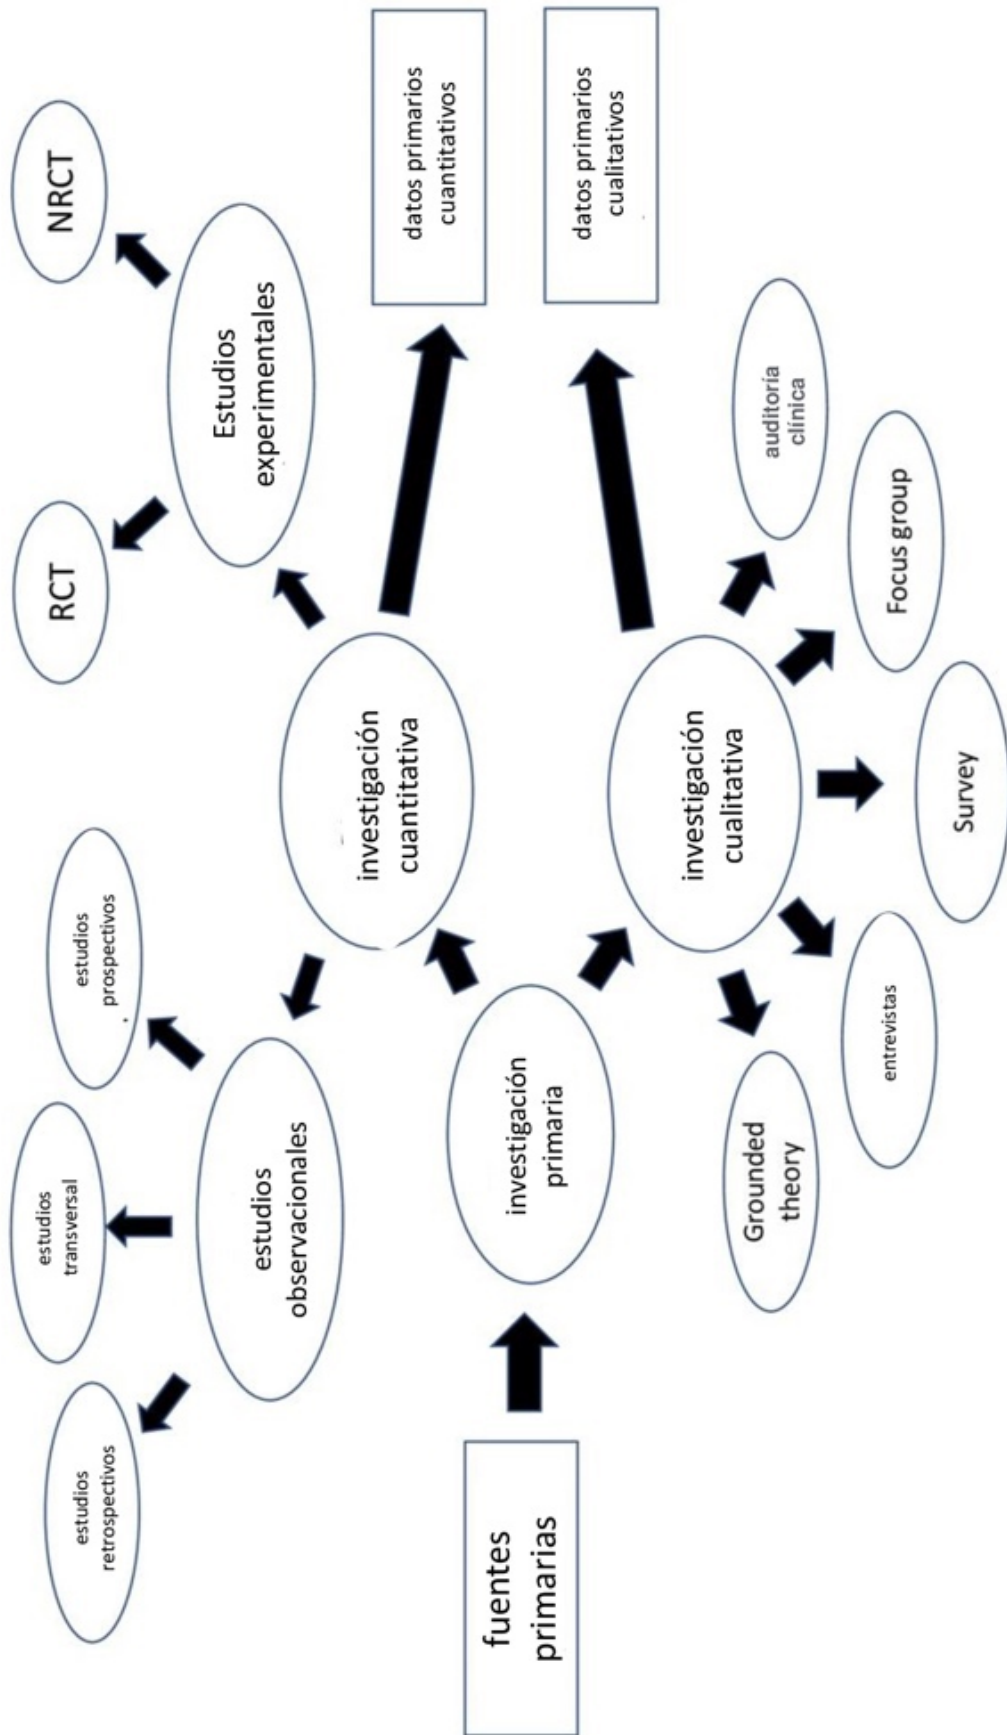 estudios
retrospectivos
estudios
transversal
estudios
prospectivos
RCT
NRCT
estudios
observacionales
Estudios
experimentales
investigación
cuantitativa
datos primarios
cuantitativos
fuentes
primarias
investigación
primaria
datos primarios
cualitativos
investigación
cualitativa
Grounded
theory
entrevistas
Survey
Focus group
auditoría
clínica